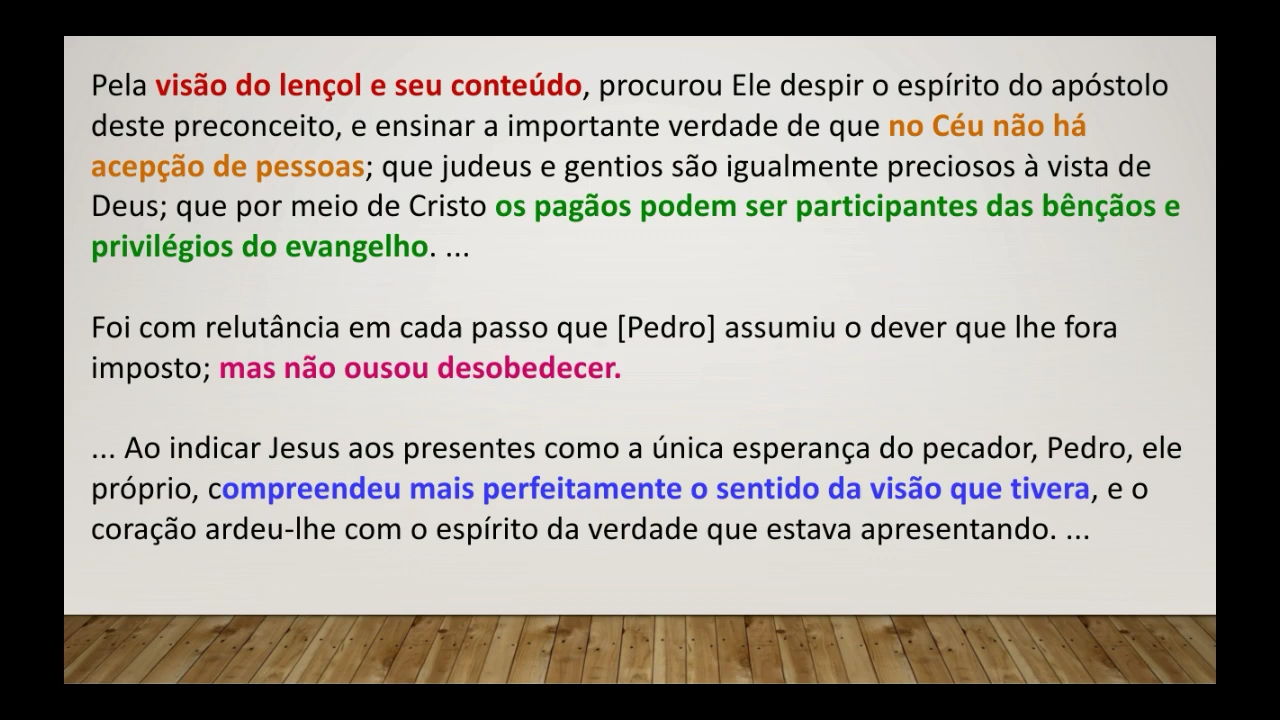 Pela visão do lençol e seu conteúdo, procurou Ele despir o espírito do apóstolo
deste preconceito, e ensinar a importante verdade de que no Céu não há
acepção de pessoas; que judeus e gentios são igualmente preciosos à vista de
Deus; que por meio de Cristo os pagãos podem ser participantes das bênçãos e
privilégios do evangelho. ...
Foi com relutância em cada passo que [Pedro] assumiu o dever que lhe fora
imposto; mas não ousou desobedecer.
... Ao indicar Jesus aos presentes como a única esperança do pecador, Pedro, ele
próprio, compreendeu mais perfeitamente o sentido da visão que tivera, e o
coração ardeu-lhe com o espírito da verdade que estava apresentando. ...